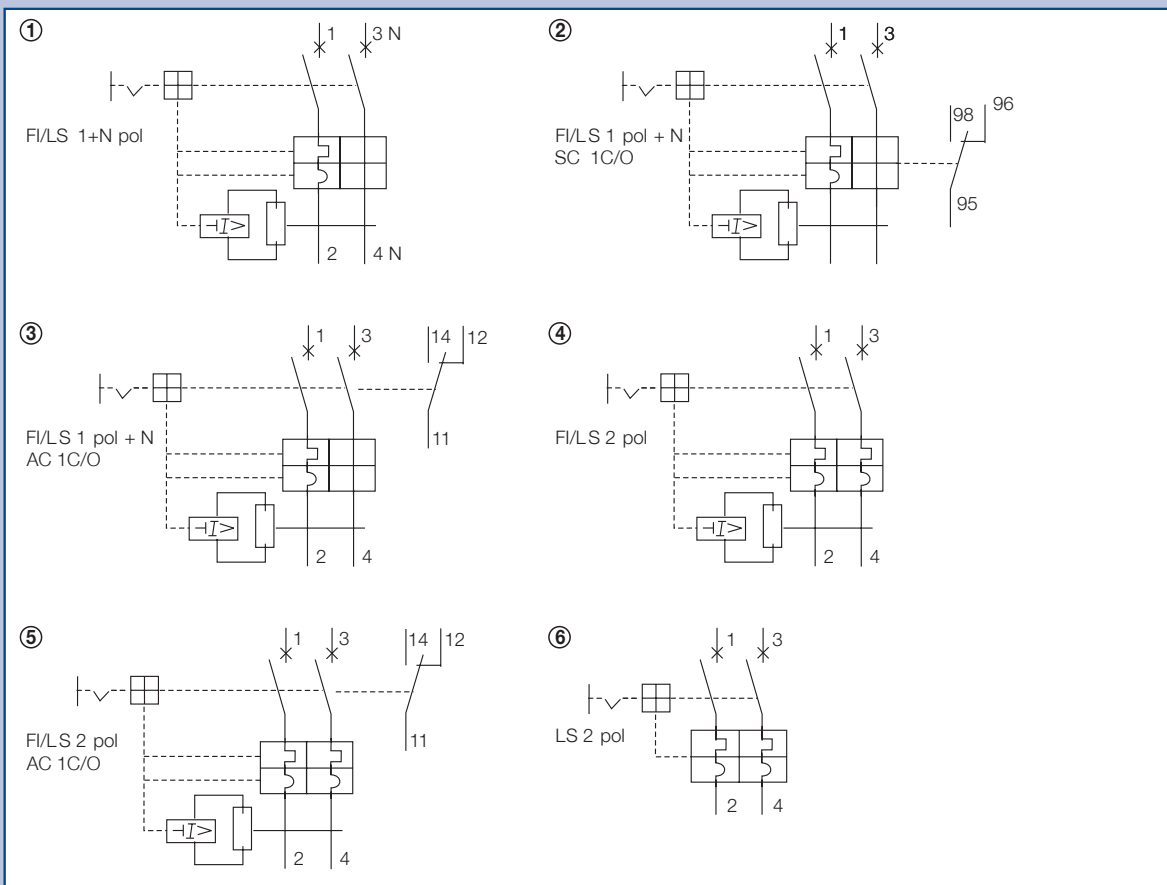 ①
1
3 N
FI/LS 1+N pol
2
4 N
I>
②
1
3
98
96
FI/LS 1 pol + N
SC 1C/O
95
I>
③
1
3
14
12
FI/LS 1 pol + N
AC 1C/O
11
I>
2
4
④
1
3
FI/LS 2 pol
I>
2
4
⑤
1
3
14
12
FI/LS 2 pol
AC 1C/O
11
I>
2
4
⑥
1
3
LS 2 pol
2
4